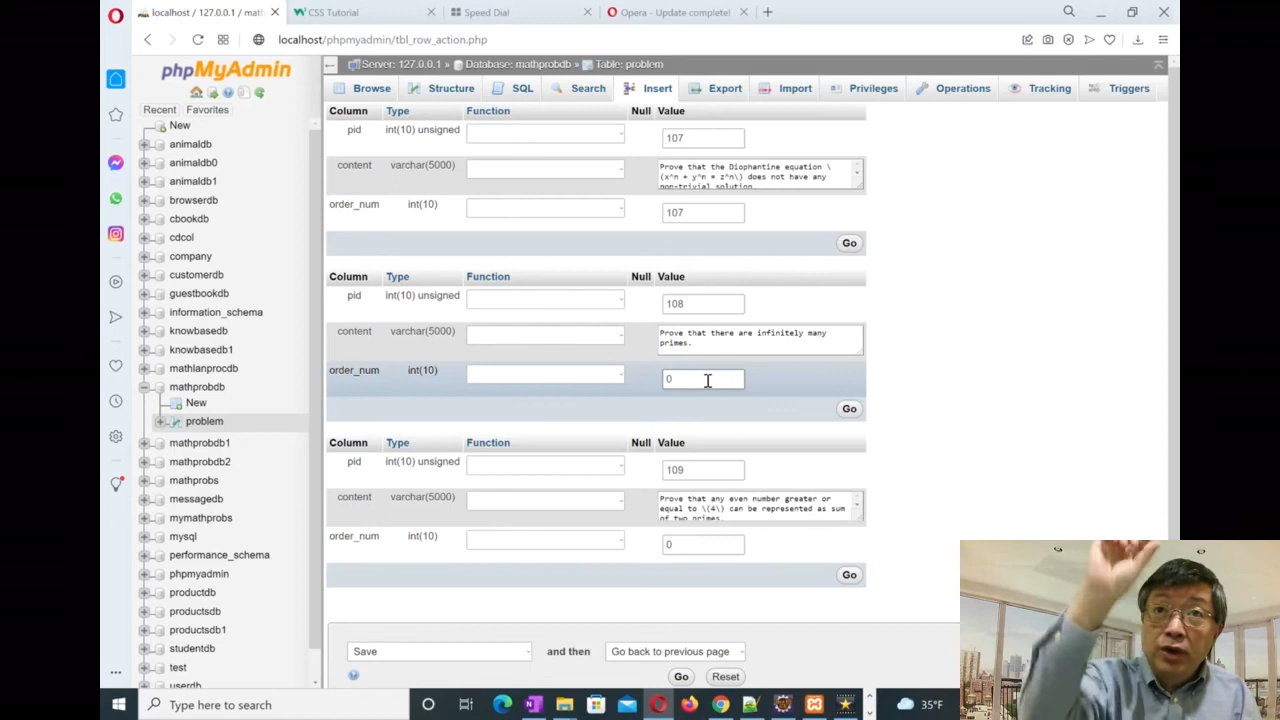 localhost / 127.0.0.1 / math
CSS Tutorial
Speed Dial
Opera - Update complete!
localhost/phpmyadmin/tbl_row_action.php
phpMyAdmin
Recent Favorites
New
animaldb
animaldb0
animaldb1
browserdb
cbookdb
cdcol
company
customerdb
guestbookdb
information_schema
knowbasedb
knowbasedb1
mathlanprocdb
mathprobdb
New
problem
mathprobdb1
mathprobdb2
mathprobs
messagedb
mymathprobs
mysql
performance_schema
phpmyadmin
productdb
productsdb
productsdb1
studentdb
test
userdb
Server: 127.0.0.1 » Database: mathprobdb » Table: problem
Browse Structure SQL Search Insert Export Import Privileges Operations Tracking Triggers
Column Type Function Null Value
pid int(10) unsigned 107
content varchar(5000) Prove that the Diophantine equation \
(x^n + y^n = z^n\) does not have any
non-trivial solution.
order_num int(10) 107
Go
Column Type Function Null Value
pid int(10) unsigned 108
content varchar(5000) Prove that there are infinitely many
primes.
order_num int(10) 0
Go
Column Type Function Null Value
pid int(10) unsigned 109
content varchar(5000) Prove that any even number greater or
equal to \(4\) can be represented as sum
of two primes.
order_num int(10) 0
Go
Save and then Go back to previous page
Go Reset
Type here to search
35°F